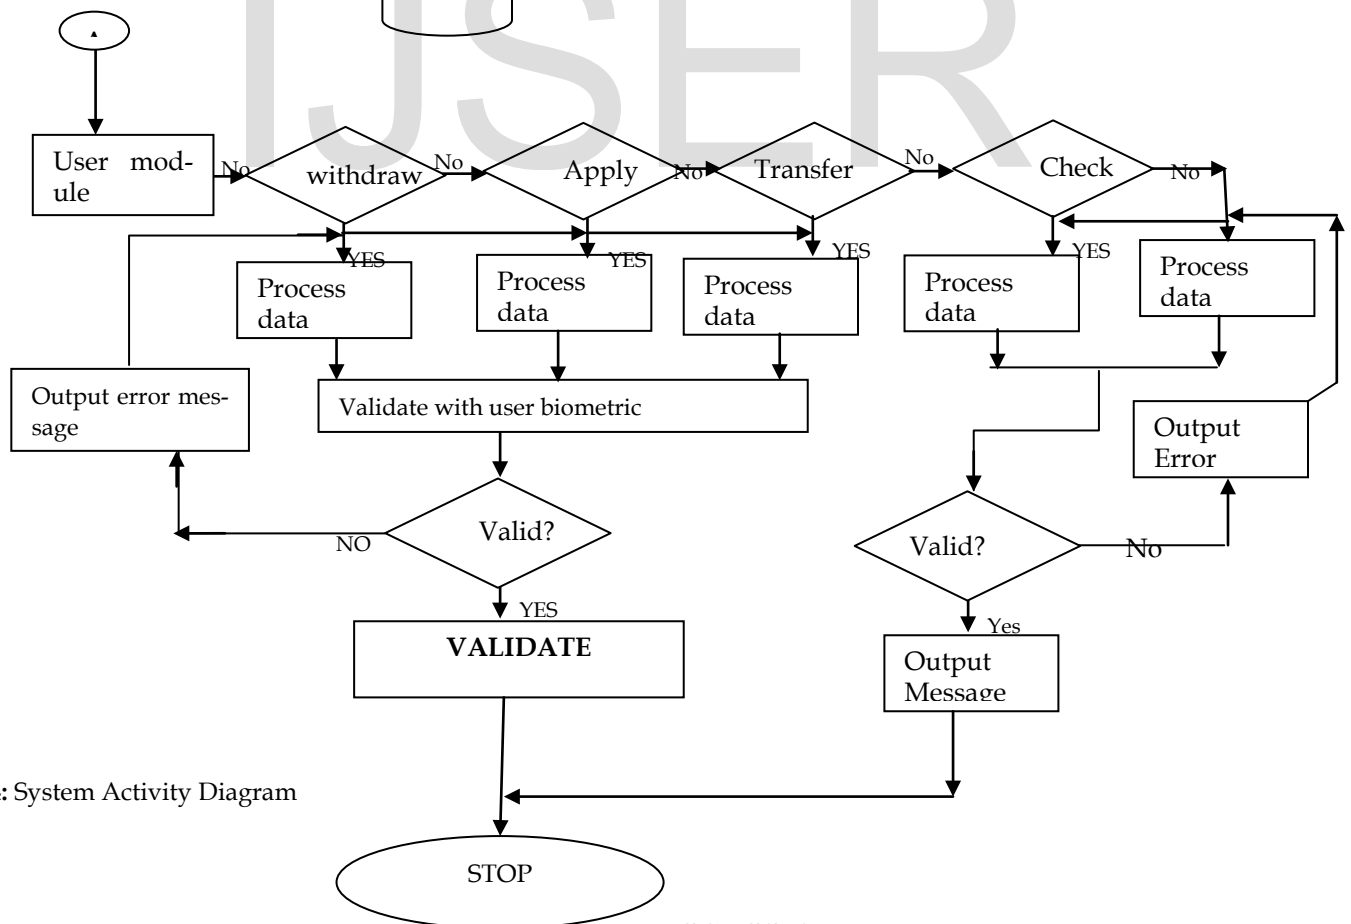 IJSER
User mod-
ule
No
withdraw
No
Apply
No
Transfer
No
Check
No
YES
YES
YES
YES
Process
data
Process
data
Process
data
Process
data
Process
data
Output error mes-
sage
Validate with user biometric
Output
Error
Valid?
NO
Valid?
No
YES
Yes
VALIDATE
Output
Message
: System Activity Diagram
STOP